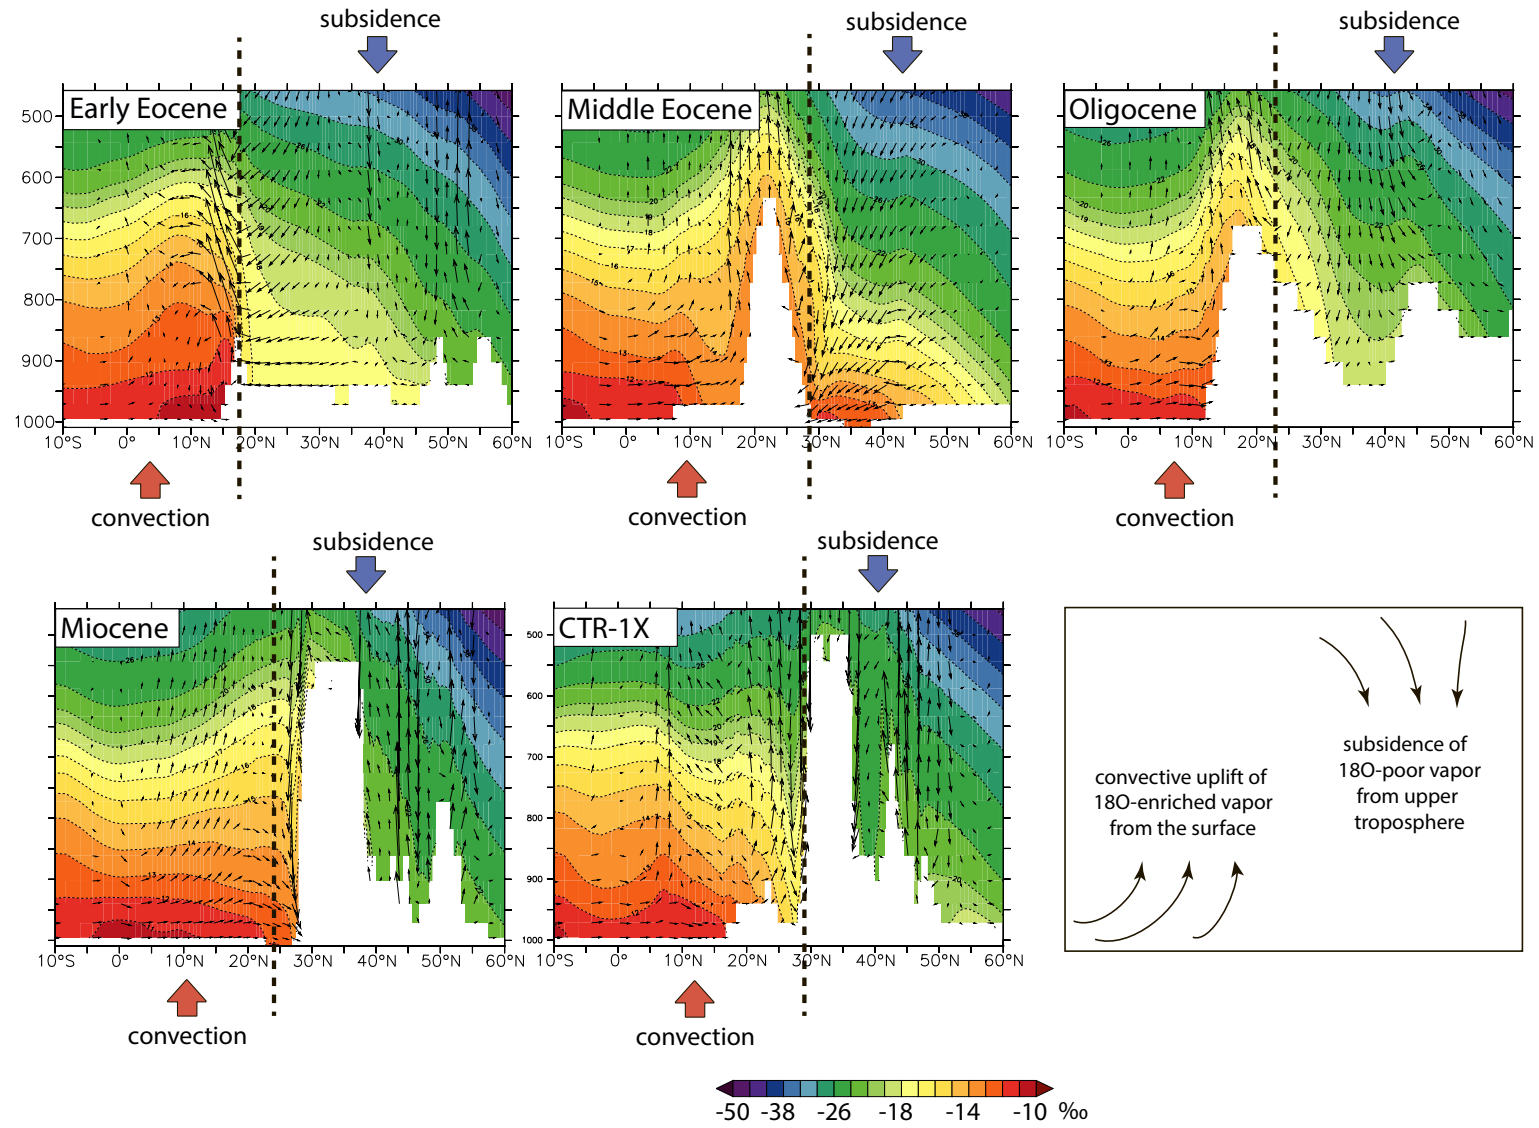 subsidence
subsidence
subsidence
Early Eocene
Middle Eocene
Oligocene
500
600
700
800
900
1000
10°S 0° 10°N 20°N 30°N 40°N 50°N 60°N
10°S 0° 10°N 20°N 30°N 40°N 50°N 60°N
10°S 0° 10°N 30°N 40°N 50°N 60°N
convection
convection
convection
subsidence
subsidence
Miocene
CTR-1X
500
600
700
800
900
1000
10°S 0° 10°N 20°N 30°N 40°N 50°N 60°N
10°S 0° 10°N 20°N 30°N 40°N 50°N 60°N
convection
convection
convective uplift of
18O-enriched vapor
from the surface
subsidence of
18O-poor vapor
from upper
troposphere
-50 -38 -26 -18 -14 -10 ‰